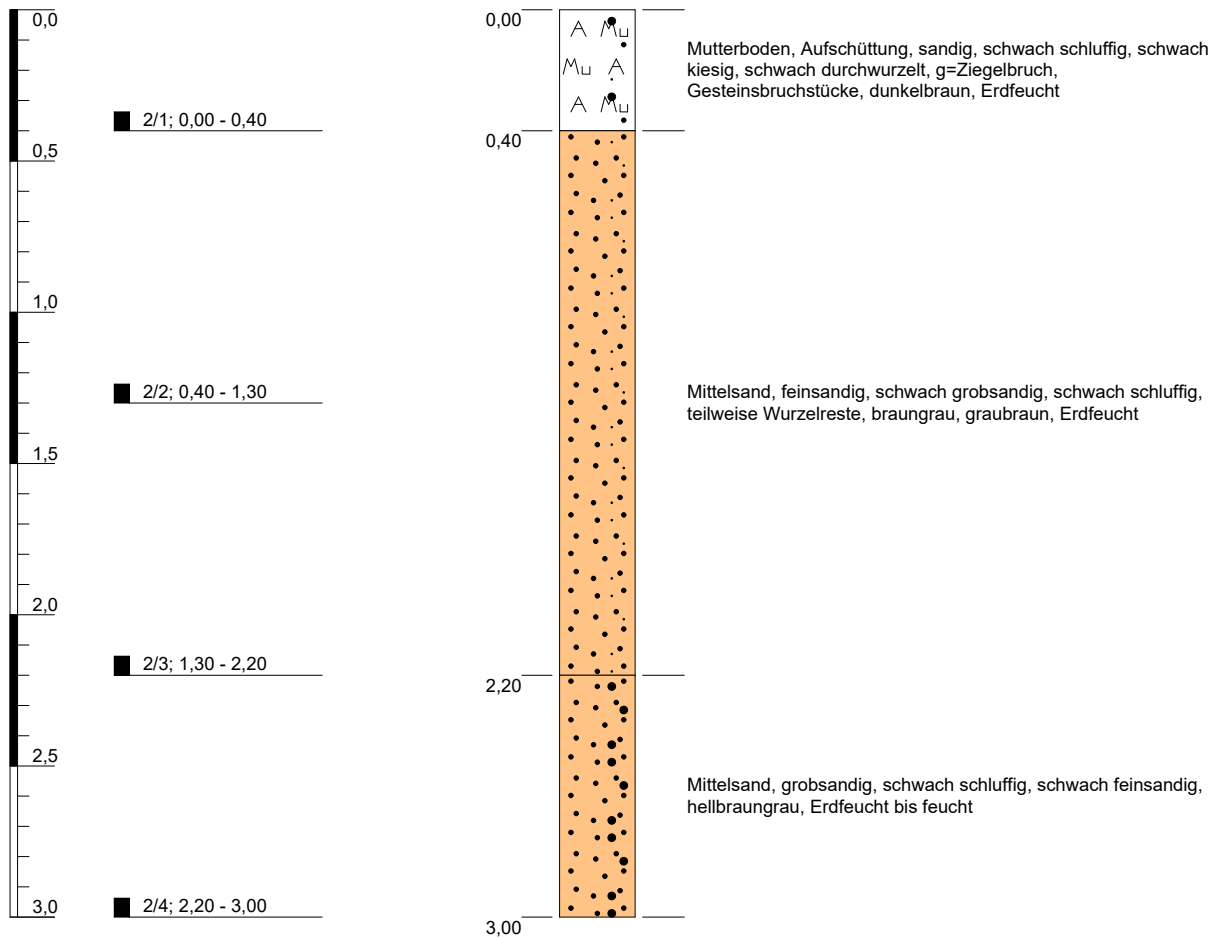 0,0
0,5
1,0
1,5
2,0
2,5
3,0
2/1; 0,00 - 0,40
2/2; 0,40 - 1,30
2/3; 1,30 - 2,20
2/4; 2,20 - 3,00
0,00
0,40
2,20
3,00
A Mu
Mu A
A Mu
Mutterboden, Aufschüttung, sandig, schwach schluffig, schwach
kiesig, schwach durchwurzelt, g=Ziegelbruch,
Gesteinsbruchstücke, dunkelbraun, Erdfeucht
Mittelsand, feinsandig, schwach grobsandig, schwach schluffig,
teilweise Wurzelreste, braungrau, graubraun, Erdfeucht
Mittelsand, grobsandig, schwach schluffig, schwach feinsandig,
hellbraungrau, Erdfeucht bis feucht